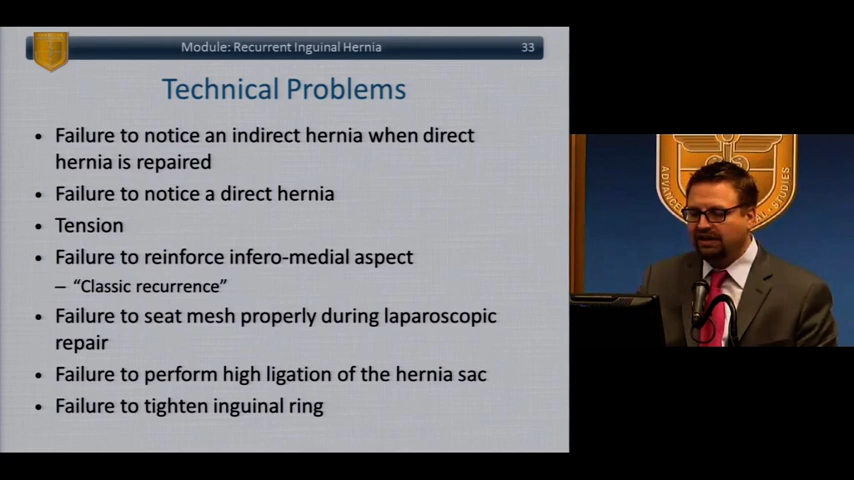 Module: Recurrent Inguinal Hernia 33
Technical Problems
• Failure to notice an indirect hernia when direct
hernia is repaired
• Failure to notice a direct hernia
• Tension
• Failure to reinforce infero-medial aspect
– “Classic recurrence”
• Failure to seat mesh properly during laparoscopic
repair
• Failure to perform high ligation of the hernia sac
• Failure to tighten inguinal ring
ADVANCE
STUDIES